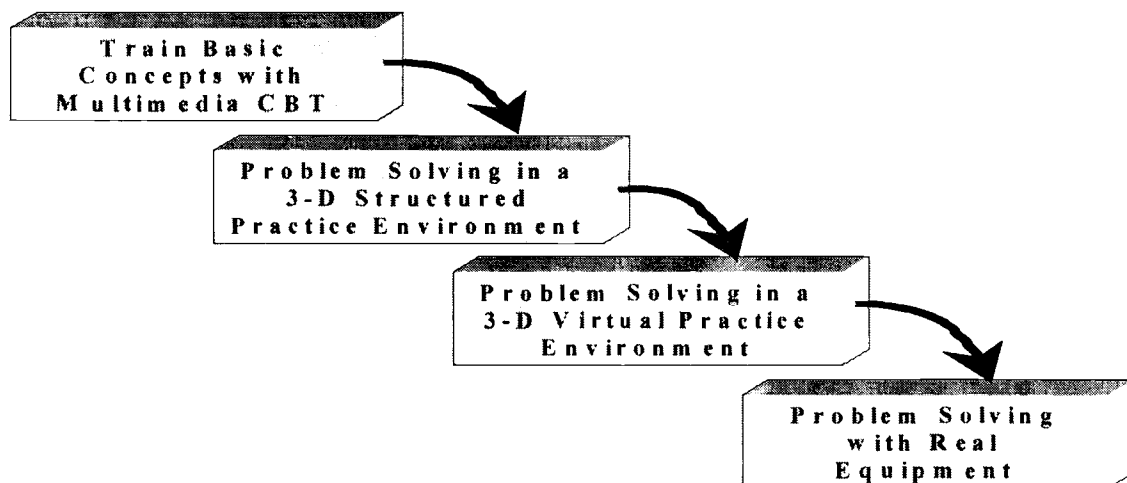 Train Basic
Concepts with
Multimedia CBT
Problem Solving in a
3-D Structured
Practice Environment
Problem Solving in a
3-D Virtual Practice
Environment
Problem Solving
with Real
Equipment